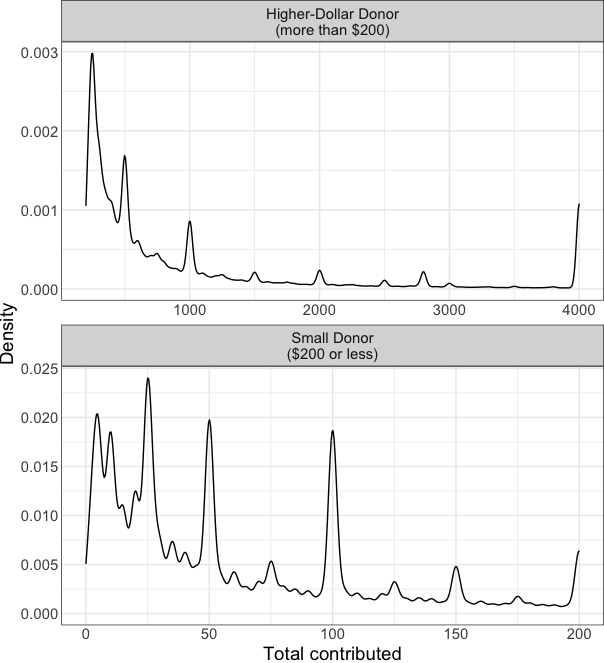 Higher-Dollar Donor
(more than $200)
0.003
0.002
0.001
0.000
1000 2000 3000 4000
Density
Small Donor
($200 or less)
0.025
0.020
0.015
0.010
0.005
0.000
0 50 100 150 200
Total contributed